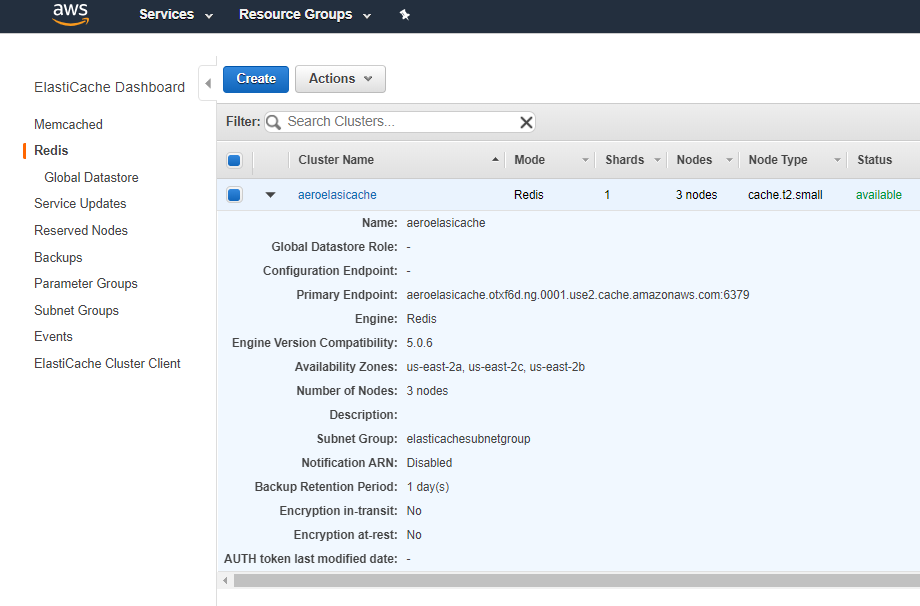 aws Services Resource Groups
ElastiCache Dashboard
Memcached
Redis
Global Datastore
Service Updates
Reserved Nodes
Backups
Parameter Groups
Subnet Groups
Events
ElastiCache Cluster Client
Create Actions
Filter: Search Clusters...
Cluster Name Mode Shards Nodes Node Type Status
aeroelasicache Redis 1 3 nodes cache.t2.small available
Name: aeroelasicache
Global Datastore Role: -
Configuration Endpoint: -
Primary Endpoint: aeroelasicache.otxf6d.ng.0001.use2.cache.amazonaws.com:6379
Engine: Redis
Engine Version Compatibility: 5.0.6
Availability Zones: us-east-2a, us-east-2c, us-east-2b
Number of Nodes: 3 nodes
Description:
Subnet Group: elasticachesubnetgroup
Notification ARN: Disabled
Backup Retention Period: 1 day(s)
Encryption in-transit: No
Encryption at-rest: No
AUTH token last modified date: -